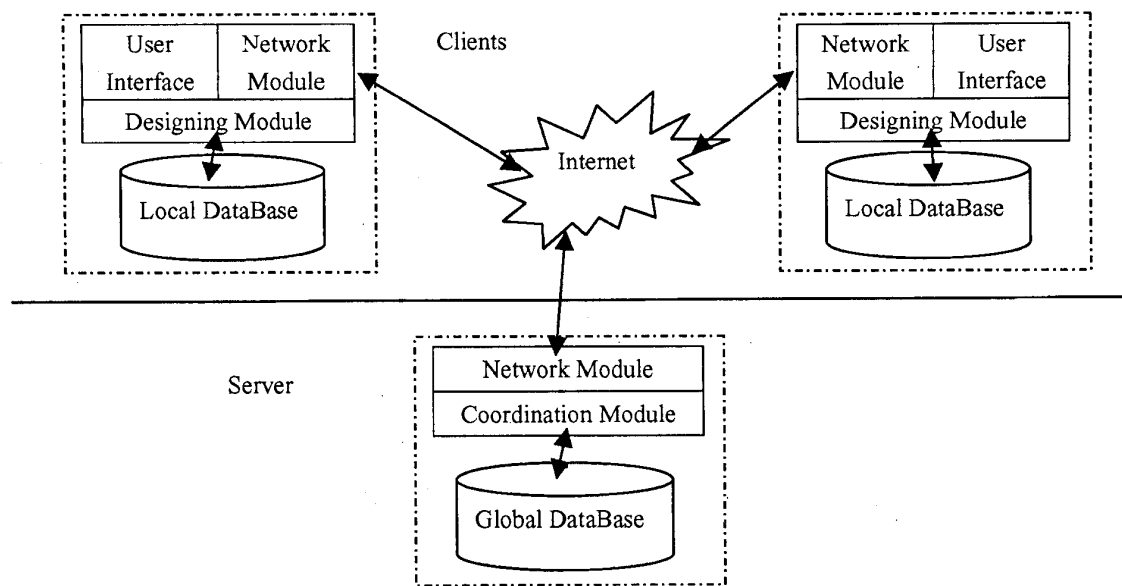 User
Interface
Network
Module
Designing Module
Local DataBase
Clients
Internet
Network
Module
User
Interface
Designing Module
Local DataBase
Server
Network Module
Coordination Module
Global DataBase